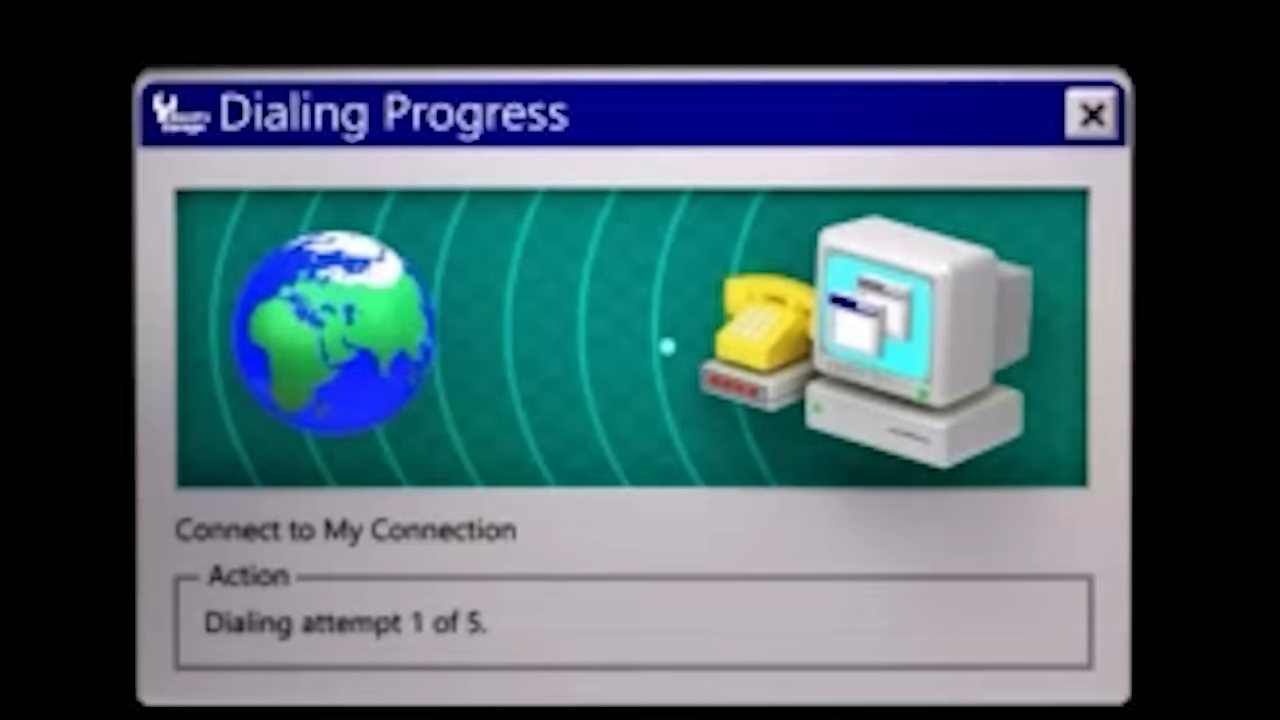 Dialing Progress
Connect to My Connection
Action
Dialing attempt 1 of 5.